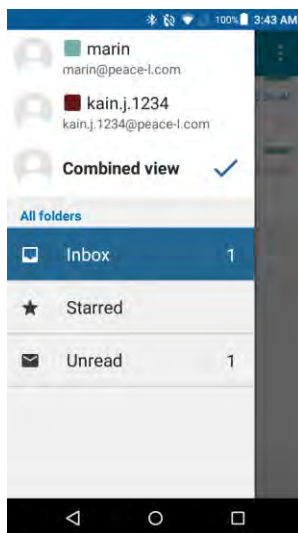 100% 3:43 AM
marin
marin@peace-l.com
kain.j.1234
kain.j.1234@peace-l.com
Combined view
All folders
Inbox 1
Starred
Unread 1